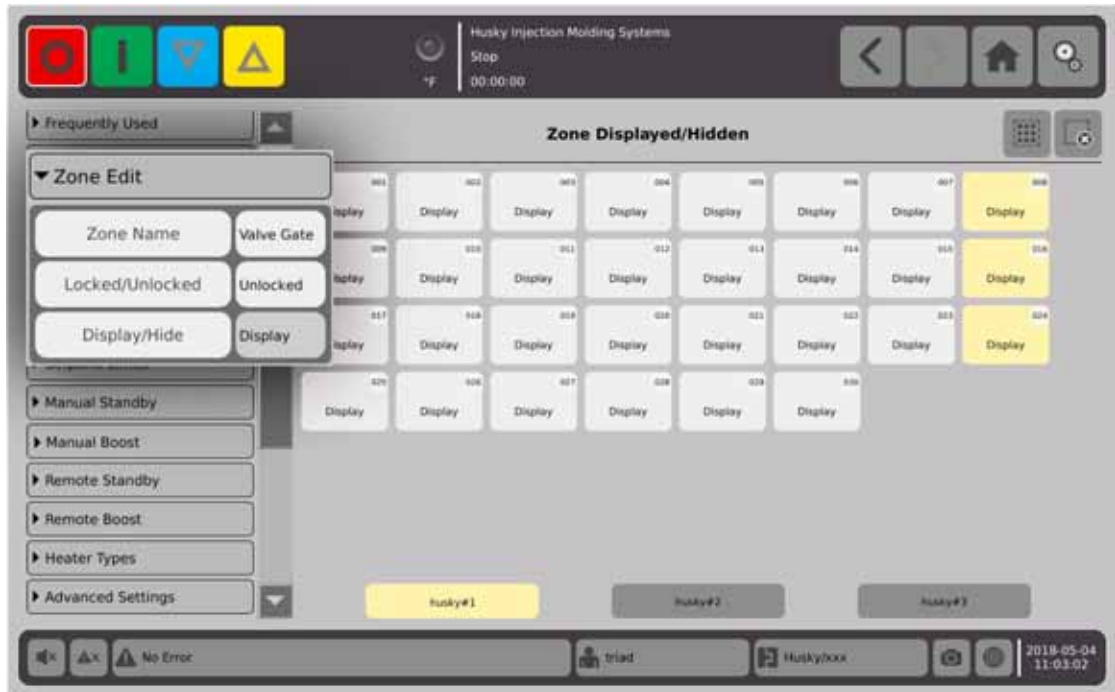 Husky Injection Molding Systems
Stop
°F 00:00:00
Frequently Used
Zone Displayed/Hidden
Zone Edit
Zone Name Valve Gate
Locked/Unlocked Unlocked
Display/Hide Display
001 002 003 004 005 006 007 008
isplay Display Display Display Display Display Display Display
009 010 011 012 013 014 015 016
isplay Display Display Display Display Display Display Display
017 018 019 020 021 022 023 024
isplay Display Display Display Display Display Display Display
025 026 027 028 029 030
Display Display Display Display Display Display
Manual Standby
Manual Boost
Remote Standby
Remote Boost
Heater Types
Advanced Settings
husky#1 husky#2 husky#3
No Error triad Husky/xxx 2018-05-04
11:03:02